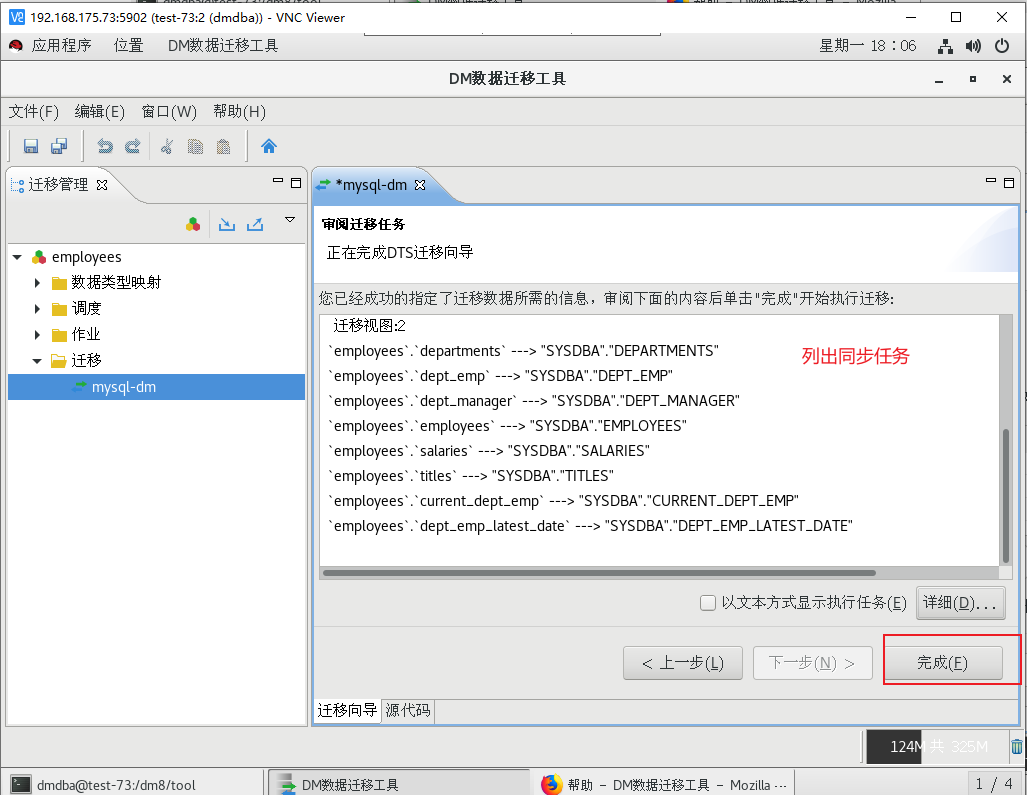 192.168.175.73:5902 (test-73:2 (dmdba)) - VNC Viewer
应用程序 位置 DM数据迁移工具 星期一 18：06
DM数据迁移工具
文件(F) 编辑(E) 窗口(W) 帮助(H)
迁移管理
*mysql-dm
审阅迁移任务
正在完成DTS迁移向导
employees
数据类型映射
调度
作业
迁移
mysql-dm
您已经成功的指定了迁移数据所需的信息，审阅下面的内容后单击"完成"开始执行迁移:
迁移视图:2
`employees`.`departments` ---> "SYSDBA"."DEPARTMENTS"
列出同步任务
`employees`.`dept_emp` ---> "SYSDBA"."DEPT_EMP"
`employees`.`dept_manager` ---> "SYSDBA"."DEPT_MANAGER"
`employees`.`employees` ---> "SYSDBA"."EMPLOYEES"
`employees`.`salaries` ---> "SYSDBA"."SALARIES"
`employees`.`titles` ---> "SYSDBA"."TITLES"
`employees`.`current_dept_emp` ---> "SYSDBA"."CURRENT_DEPT_EMP"
`employees`.`dept_emp_latest_date` ---> "SYSDBA"."DEPT_EMP_LATEST_DATE"
以文本方式显示执行任务(E) 详细(D)...
< 上一步(L) 下一步(N) > 完成(F)
迁移向导 源代码
124M 共 325M
dmdba@test-73:/dm8/tool DM数据迁移工具 帮助 - DM数据迁移工具 - Mozilla ··· 1 / 4